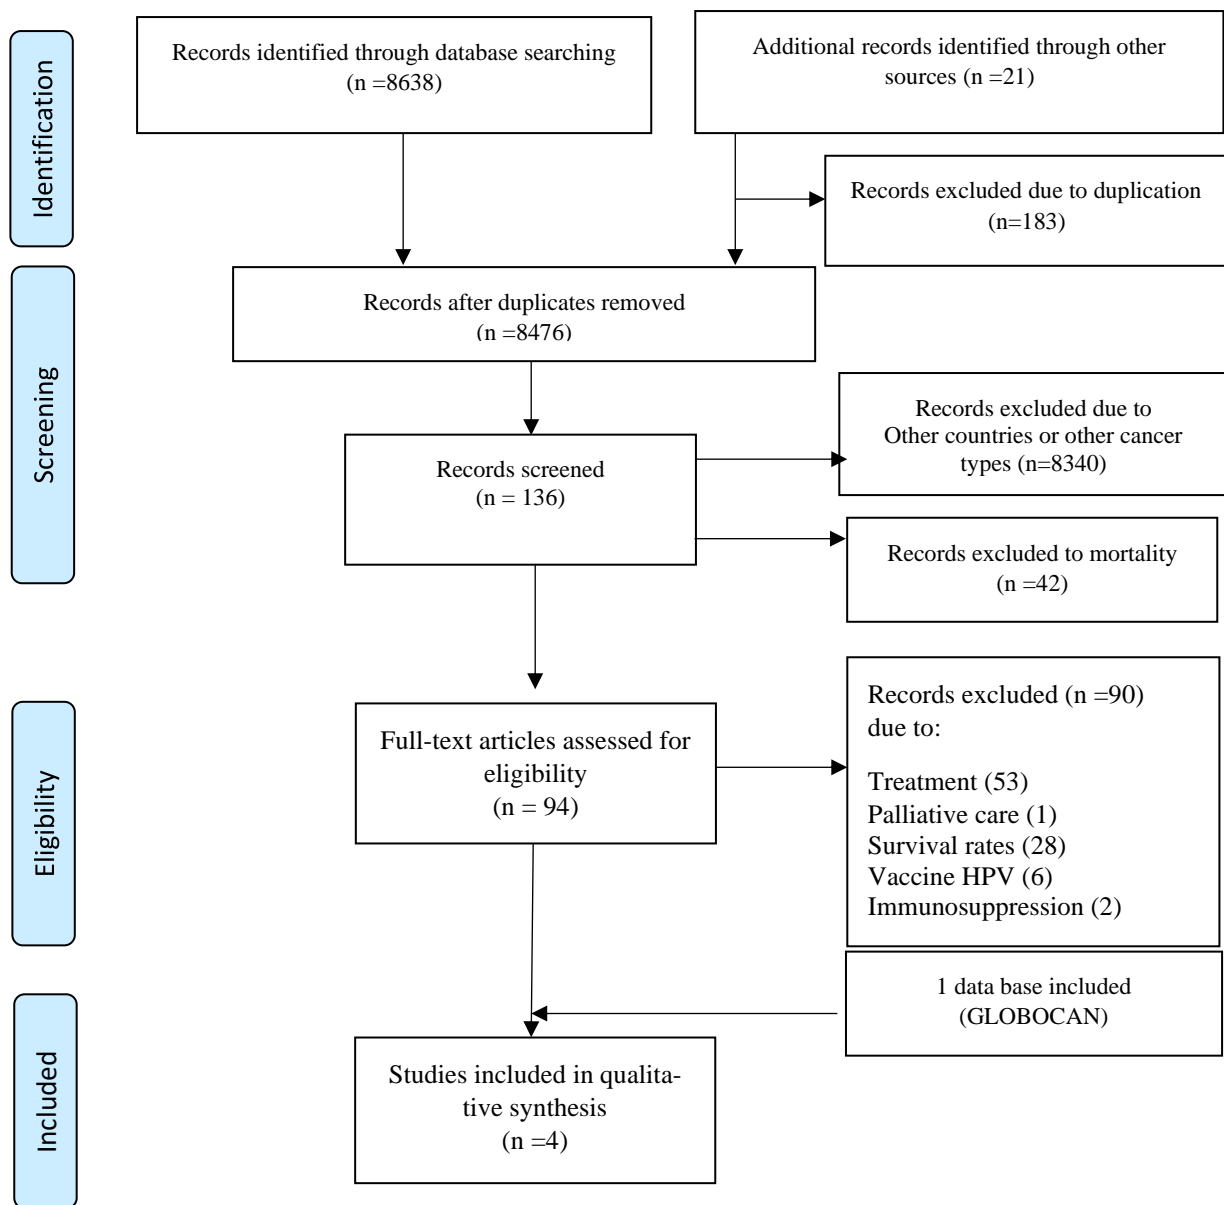 Identification
Records identified through database searching
(n =8638)
Additional records identified through other
sources (n =21)
Records excluded due to duplication
(n=183)
Screening
Records after duplicates removed
(n =8476)
Records screened
(n = 136)
Records excluded due to
Other countries or other cancer
types (n=8340)
Records excluded to mortality
(n =42)
Eligibility
Full-text articles assessed for
eligibility
(n = 94)
Records excluded (n =90)
due to:
Treatment (53)
Palliative care (1)
Survival rates (28)
Vaccine HPV (6)
Immunosuppression (2)
1 data base included
(GLOBOCAN)
Included
Studies included in qualita-
tive synthesis
(n =4)